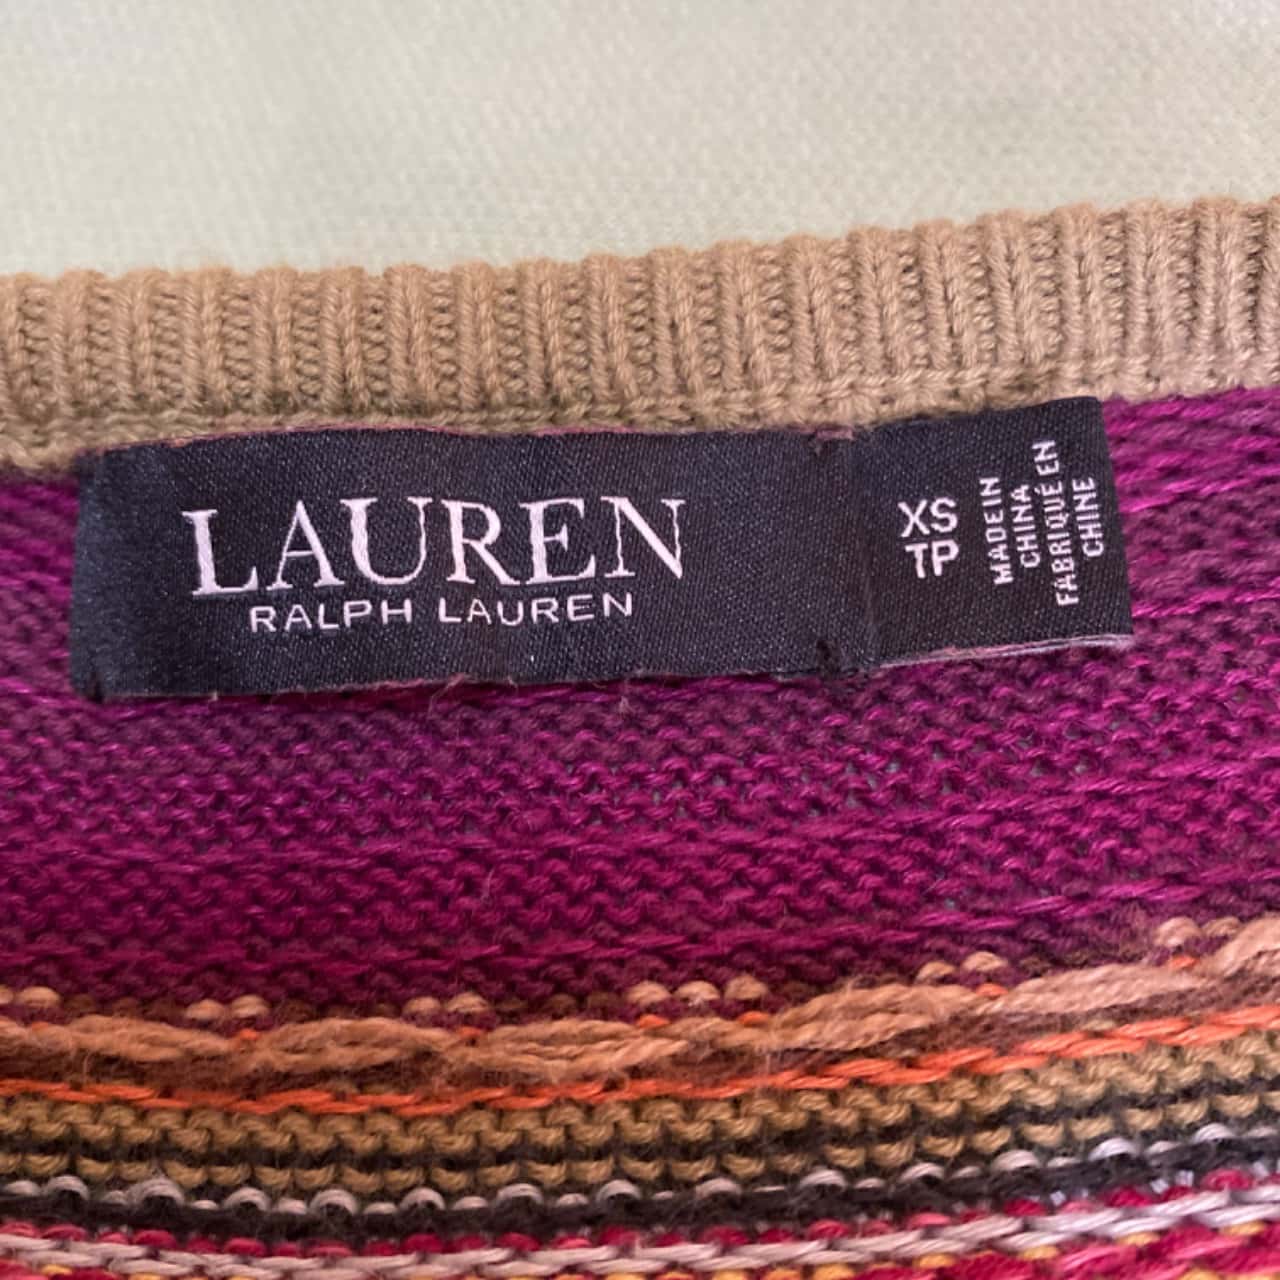 LAUREN
RALPH LAUREN
XS
TP
MADE IN
CHINA
FABRIQUÉ EN
CHINE